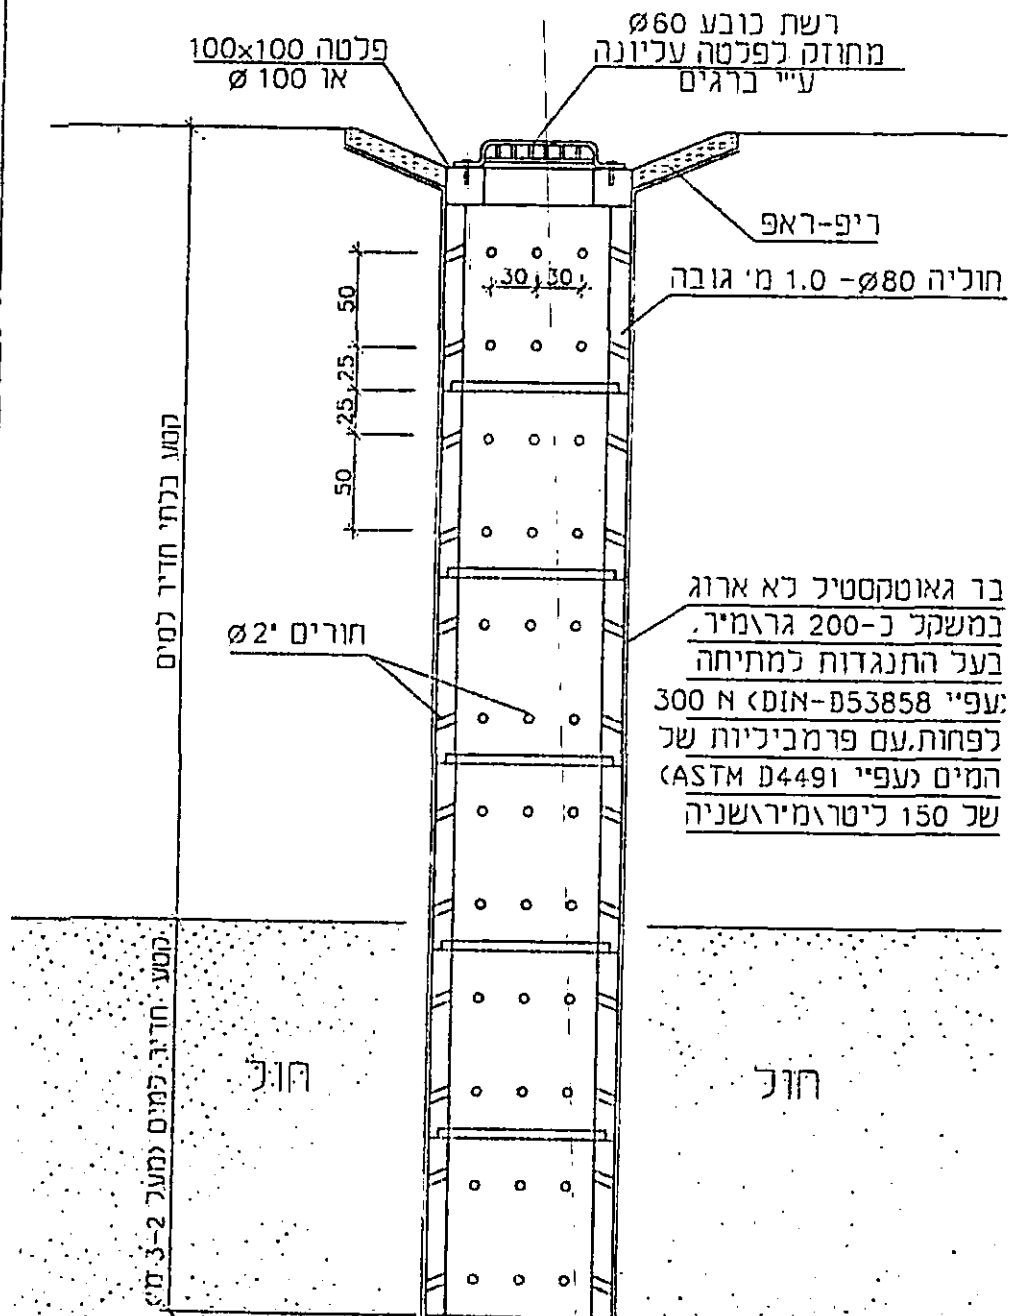 רשת כובע Ø60
מחוזק לפלטה עליונה
ע"י ברגים
פלטה 100x100
או Ø 100
ריפ-ראפ
חוליה Ø80 - 1.0 מ' גובה
30 30
50
25
25
50
קטע בלתי חדיר למים
חורים "2 Ø
בד גאוטקסטיל לא ארוג
במשקל כ-200 גר\מ"ר.
בעל התנגדות למתיחה
עפ"י DIN-D53858) 300 N)
לפחות.עם פרמביליות של
המים (עפ"י ASTM D4491)
של 150 ליטר\מ"ר\שניה
קטע חדיר למים (מעל 3-2 מ')
חול
חול